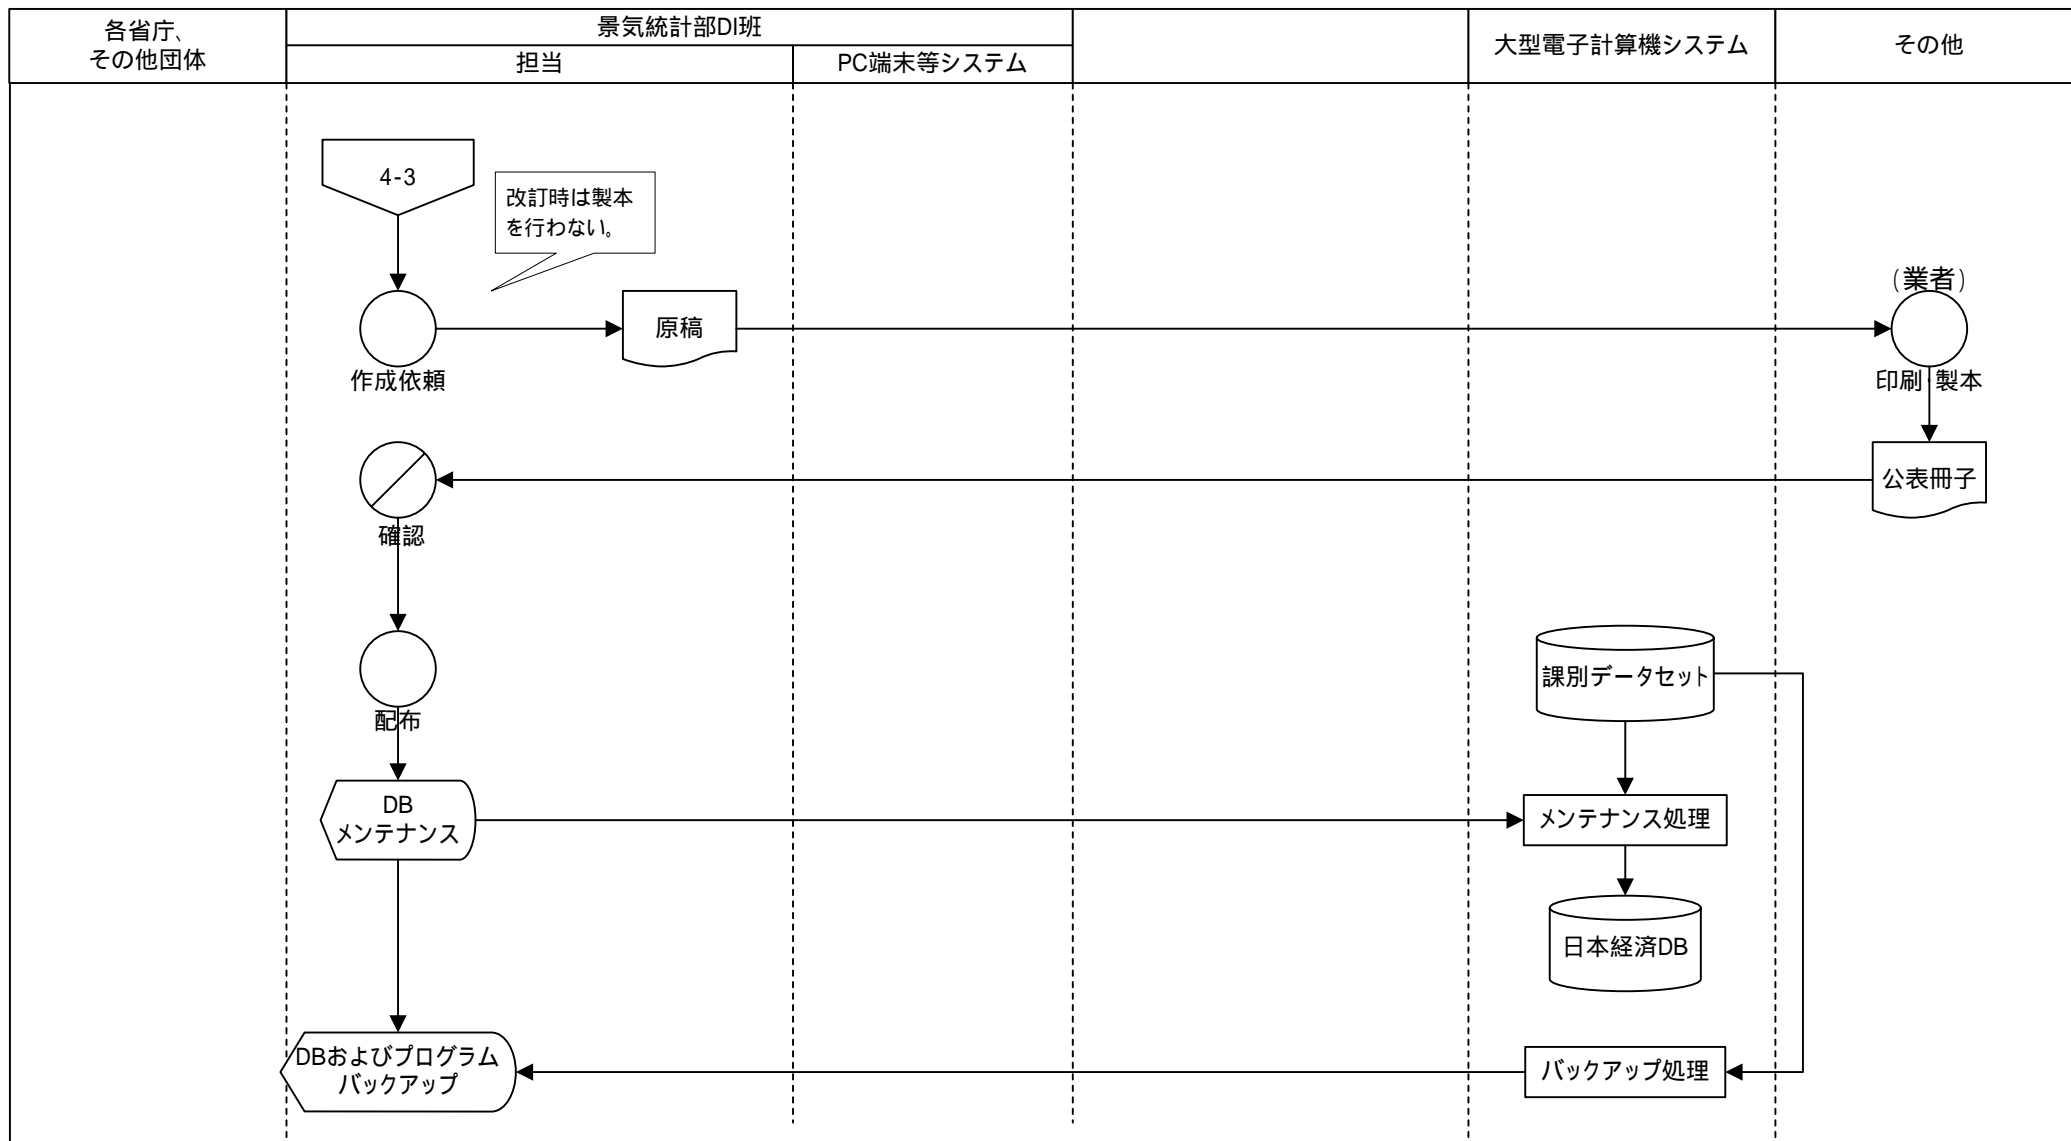 各省庁、
その他団体
景気統計部DI班
担当
PC端末等システム
大型電子計算機システム
その他
4-3
改訂時は製本
を行わない。
(業者)
原稿
作成依頼
印刷・製本
公表冊子
確認
課別データセット
配布
DB
メンテナンス
メンテナンス処理
日本経済DB
DBおよびプログラム
バックアップ
バックアップ処理